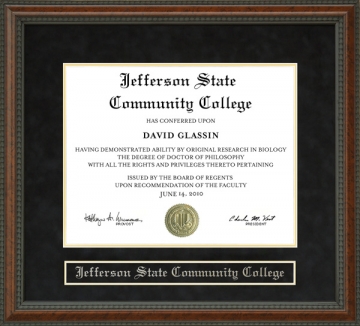 Jefferson State
Community College
HAS CONFERRED UPON
DAVID GLASSIN
HAVING DEMONSTRATED ABILITY BY ORIGINAL RESEARCH IN BIOLOGY
THE DEGREE OF DOCTOR OF PHILOSOPHY
WITH ALL THE RIGHTS AND PRIVILEGES THERETO PERTAINING
ISSUED BY THE BOARD OF REGENTS
UPON RECOMMENDATION OF THE FACULTY
JUNE 14, 2010
PROVOST
PRESIDENT
Jefferson State Community College